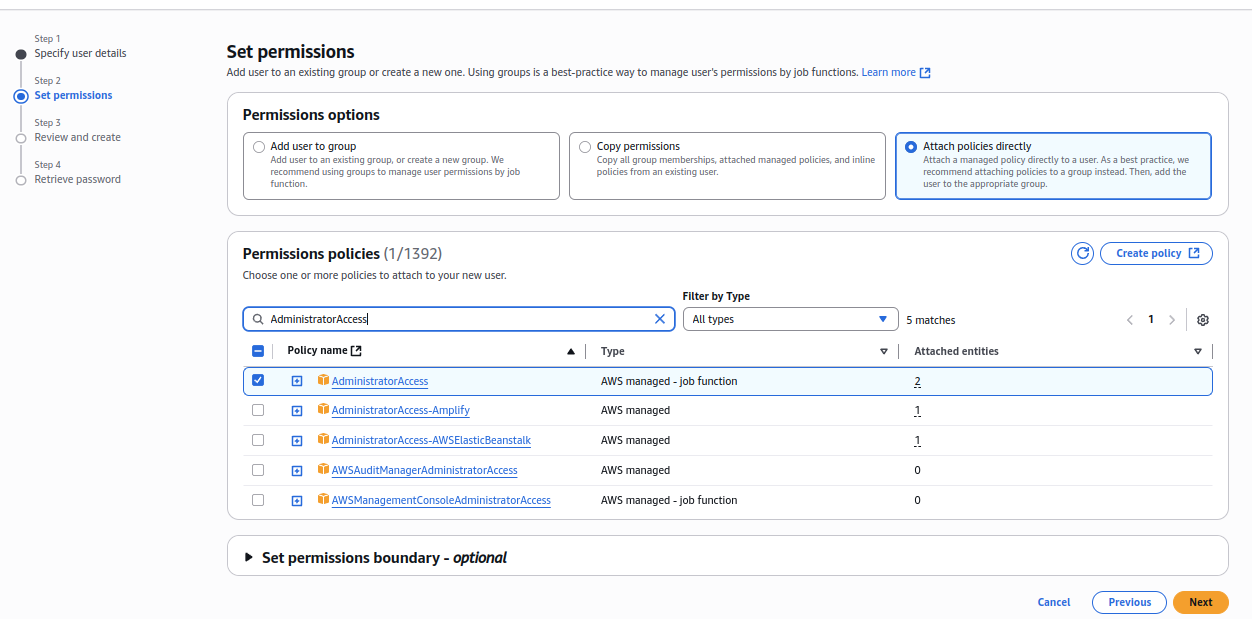 Step 1
Specify user details
Step 2
Set permissions
Step 3
Review and create
Step 4
Retrieve password
Set permissions
Add user to an existing group or create a new one. Using groups is a best-practice way to manage user's permissions by job functions. Learn more
Permissions options
Add user to group
Add user to an existing group, or create a new group. We
recommend using groups to manage user permissions by job
function.
Copy permissions
Copy all group memberships, attached managed policies, and inline
policies from an existing user.
Attach policies directly
Attach a managed policy directly to a user. As a best practice, we
recommend attaching policies to a group instead. Then, add the
user to the appropriate group.
Permissions policies (1/1392)
Create policy
Choose one or more policies to attach to your new user.
Filter by Type
AdministratorAccess
All types
5 matches
1
Policy name
Type
Attached entities
AdministratorAccess AWS managed - job function 2
AdministratorAccess-Amplify AWS managed 1
AdministratorAccess-AWSElasticBeanstalk AWS managed 1
AWSAuditManagerAdministratorAccess AWS managed 0
AWSManagementConsoleAdministratorAccess AWS managed - job function 0
Set permissions boundary - optional
Cancel
Previous
Next